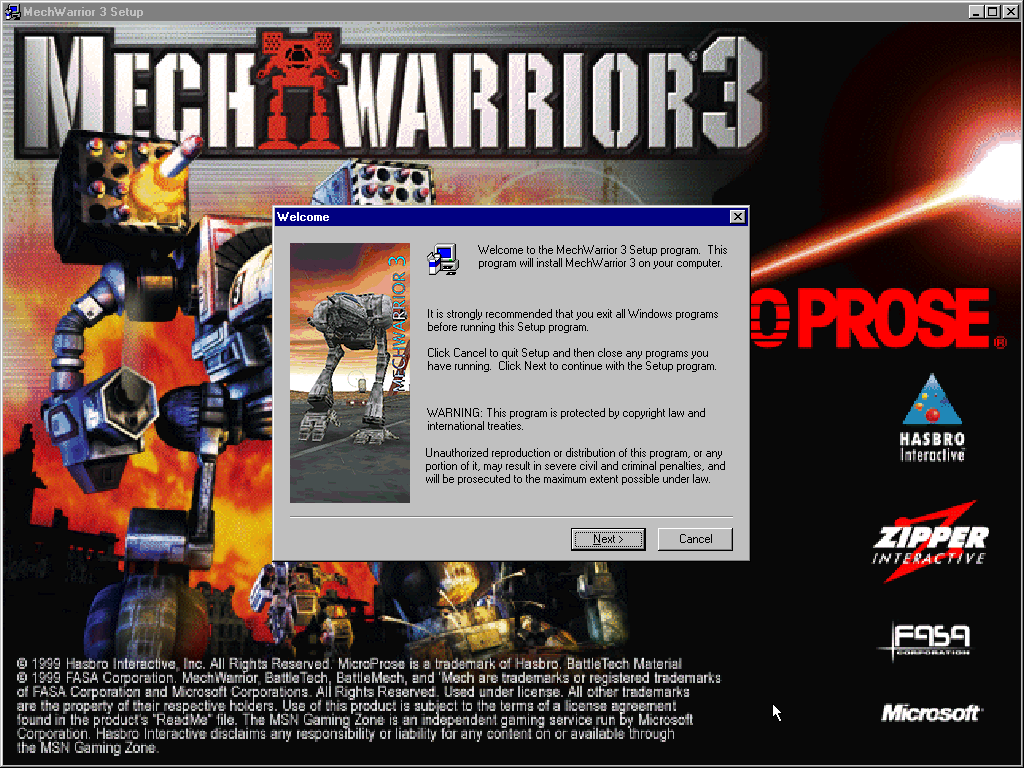 MechWarrior 3 Setup
MECHWARRIOR 3
Welcome
MECHWARRIOR 3
Welcome to the MechWarrior 3 Setup program. This
program will install MechWarrior 3 on your computer.
It is strongly recommended that you exit all Windows programs
before running this Setup program.
Click Cancel to quit Setup and then close any programs you
have running. Click Next to continue with the Setup program.
WARNING: This program is protected by copyright law and
international treaties.
Unauthorized reproduction or distribution of this program, or any
portion of it, may result in severe civil and criminal penalties, and
will be prosecuted to the maximum extent possible under law.
Next >
Cancel
O PROSE®
HASBRO
Interactive™
ZIPPER
INTERACTIVE
FASA
CORPORATION
Microsoft®
© 1999 Hasbro Interactive, Inc. All Rights Reserved. MicroProse is a trademark of Hasbro. BattleTech Material
© 1999 FASA Corporation. MechWarrior, BattleTech, BattleMech, and 'Mech are trademarks or registered trademarks
of FASA Corporation and Microsoft Corporations. All Rights Reserved. Used under license. All other trademarks
are the property of their respective holders. Use of this product is subject to the terms of a license agreement
found in the product's "ReadMe" file. The MSN Gaming Zone is an independent gaming service run by Microsoft
Corporation. Hasbro Interactive disclaims any responsibility or liability for any content on or available through
the MSN Gaming Zone.